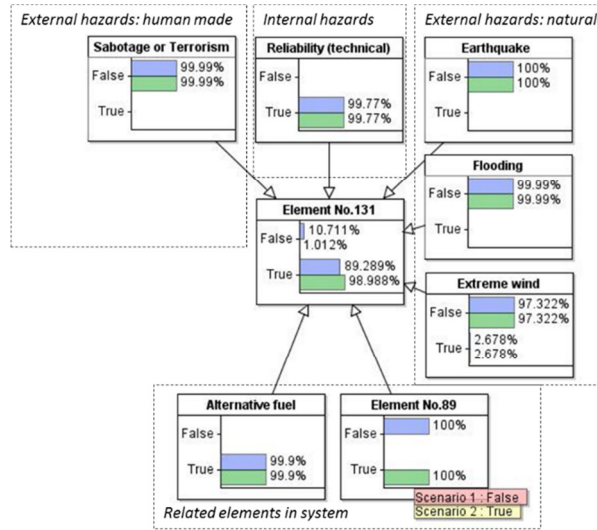 External hazards: human made
Internal hazards
External hazards: natural
Sabotage or Terrorism
False
99.99%
99.99%
True
Reliability (technical)
False
True
99.77%
99.77%
Earthquake
False
100%
100%
True
Flooding
False
99.99%
99.99%
True
Element No.131
False
10.711%
1.012%
True
89.289%
98.988%
Extreme wind
False
97.322%
97.322%
True
2.678%
2.678%
Alternative fuel
False
True
99.9%
99.9%
Element No.89
False
100%
True
100%
Scenario 1 : False
Scenario 2 : True
Related elements in system